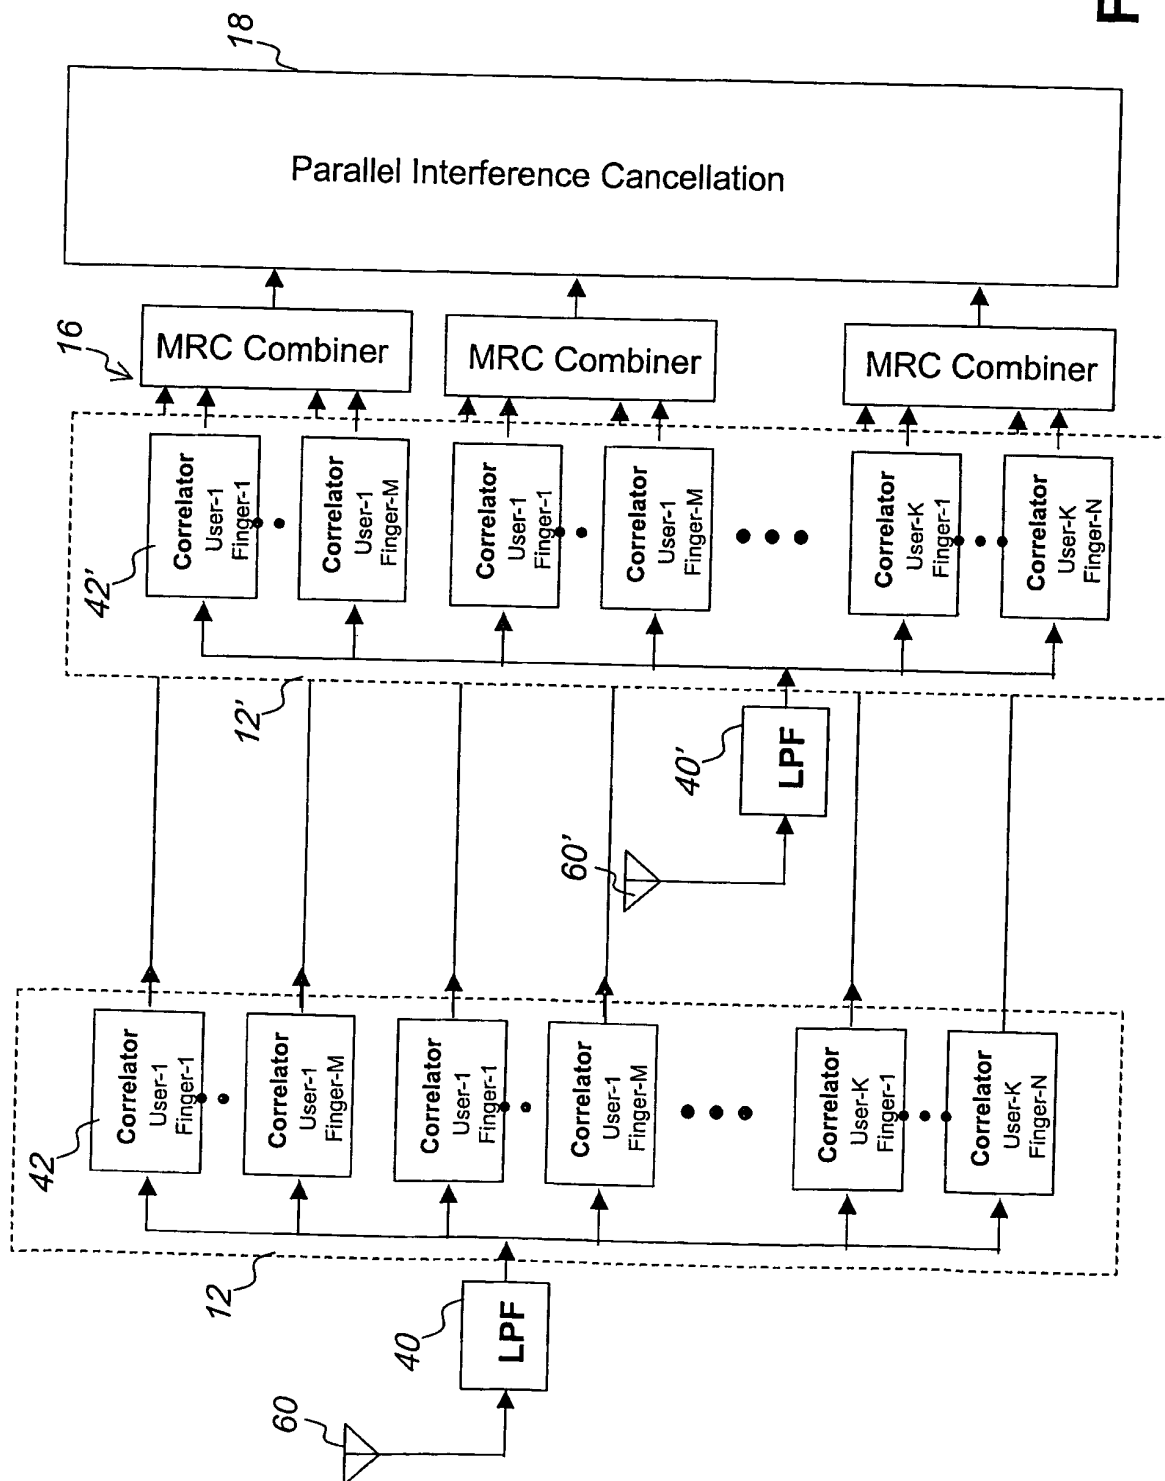 F
18
Parallel Interference Cancellation
16
MRC Combiner
MRC Combiner
MRC Combiner
42'
Correlator
User-1
Finger-1
Correlator
User-1
Finger-M
Correlator
User-1
Finger-1
Correlator
User-1
Finger-M
Correlator
User-K
Finger-1
Correlator
User-K
Finger-N
12'
40'
LPF
60'
42
Correlator
User-1
Finger-1
Correlator
User-1
Finger-M
Correlator
User-1
Finger-1
Correlator
User-1
Finger-M
Correlator
User-K
Finger-1
Correlator
User-K
Finger-N
12
40
LPF
60